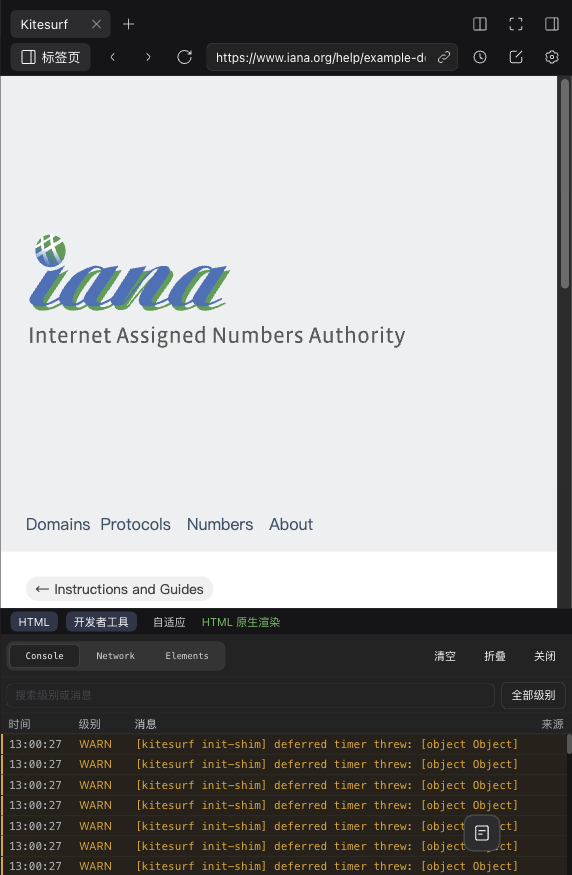 Kitesurf
标签页
https://www.iana.org/help/example-d
iana
Internet Assigned Numbers Authority
Domains Protocols Numbers About
← Instructions and Guides
HTML 开发者工具 自适应 HTML 原生渲染
Console Network Elements 清空 折叠 关闭
搜索级别或消息 全部级别
时间 级别 消息 来源
13:00:27 WARN [kitesurf init-shim] deferred timer threw: [object Object]
13:00:27 WARN [kitesurf init-shim] deferred timer threw: [object Object]
13:00:27 WARN [kitesurf init-shim] deferred timer threw: [object Object]
13:00:27 WARN [kitesurf init-shim] deferred timer threw: [object Object]
13:00:27 WARN [kitesurf init-shim] deferred timer threw: [object Object]
13:00:27 WARN [kitesurf init-shim] deferred timer threw: [object Object]
13:00:27 WARN [kitesurf init-shim] deferred timer threw: [object Object]